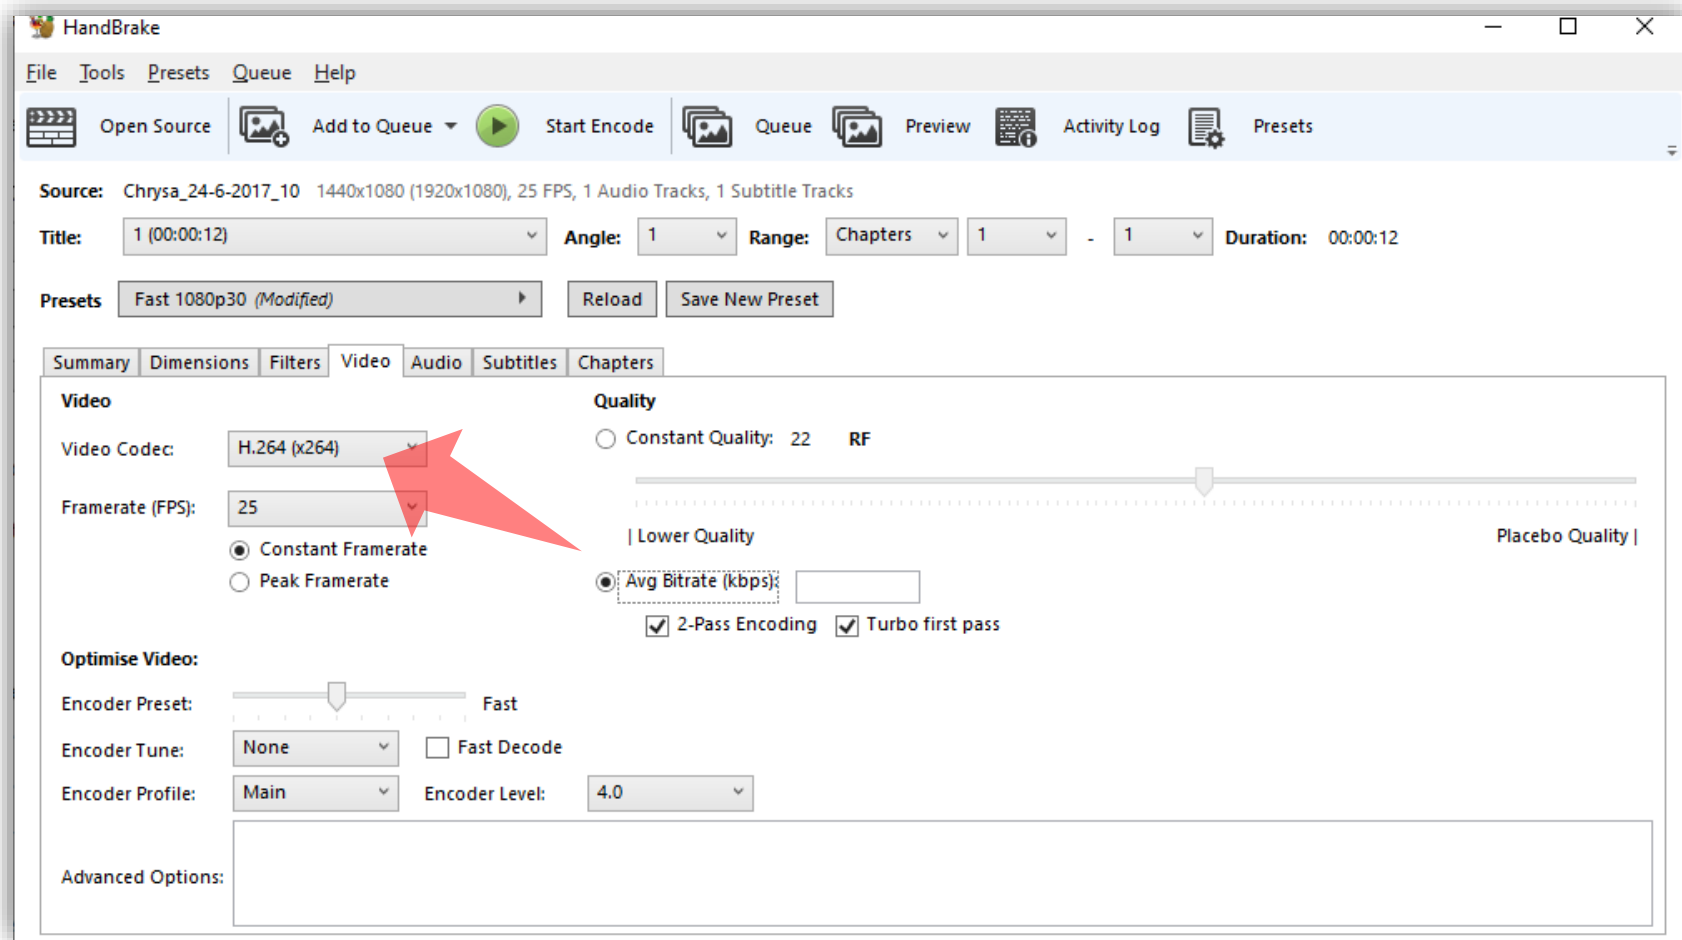 HandBrake
File Tools Presets Queue Help
Open Source Add to Queue Start Encode Queue Preview Activity Log Presets
Source: Chrysa_24-6-2017_10 1440x1080 (1920x1080), 25 FPS, 1 Audio Tracks, 1 Subtitle Tracks
Title: 1 (00:00:12) Angle: 1 Range: Chapters 1 - 1 Duration: 00:00:12
Presets Fast 1080p30 (Modified) Reload Save New Preset
Summary Dimensions Filters Video Audio Subtitles Chapters
Video Quality
Video Codec: H.264 (x264) Constant Quality: 22 RF
Framerate (FPS): 25
| Lower Quality Placebo Quality |
Constant Framerate
Peak Framerate Avg Bitrate (kbps):
2-Pass Encoding Turbo first pass
Optimise Video:
Encoder Preset: Fast
Encoder Tune: None Fast Decode
Encoder Profile: Main Encoder Level: 4.0
Advanced Options: